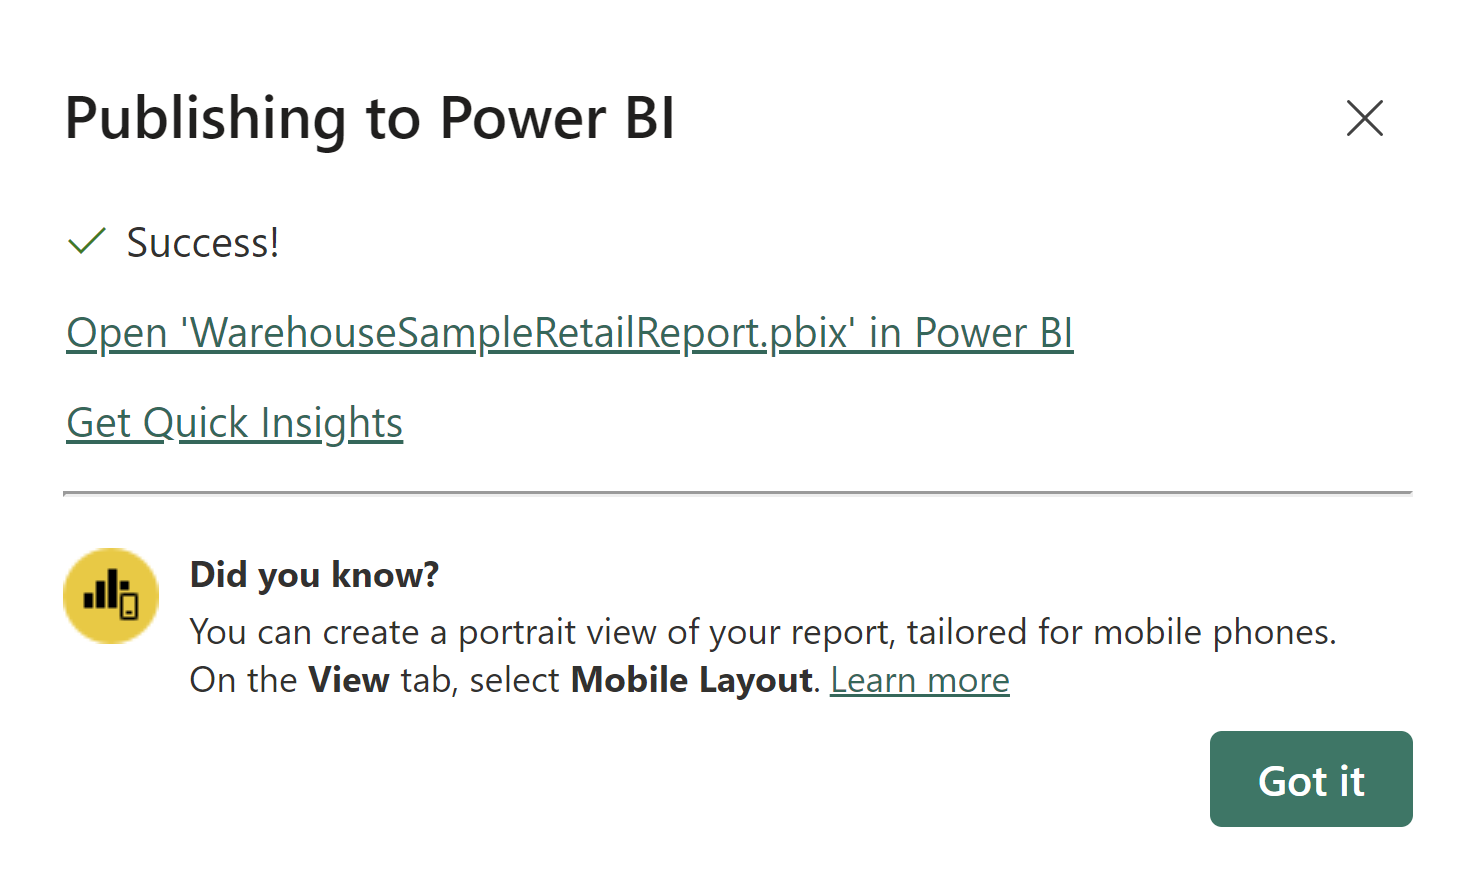 Publishing to Power BI
Success!
Open 'WarehouseSampleRetailReport.pbix' in Power BI
Get Quick Insights
Did you know?
You can create a portrait view of your report, tailored for mobile phones.
On the View tab, select Mobile Layout. Learn more
Got it